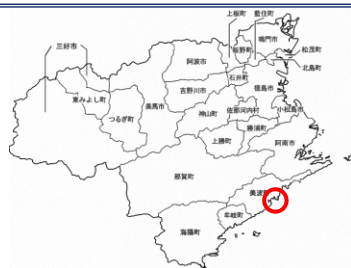 上板町
藍住町
三好市
鳴門市
阿波市
板野町
松茂町
北島町
石井町
東みよし町
吉野川市
徳島市
美馬市
つるぎ町
神山町
佐那河内村
小松島市
勝浦町
上勝町
阿南市
那賀町
美波町
牟岐町
海陽町